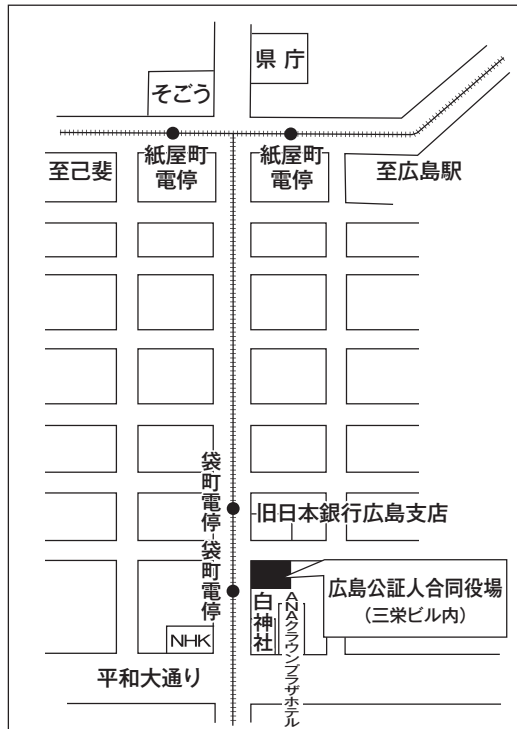 県庁
そごう
紙屋町
電停
紙屋町
電停
至己斐
至広島駅
袋町電停
旧日本銀行広島支店
袋町電停
広島公証人合同役場
(三栄ビル内)
白神社
ANAクラウンプラザホテル
NHK
平和大通り